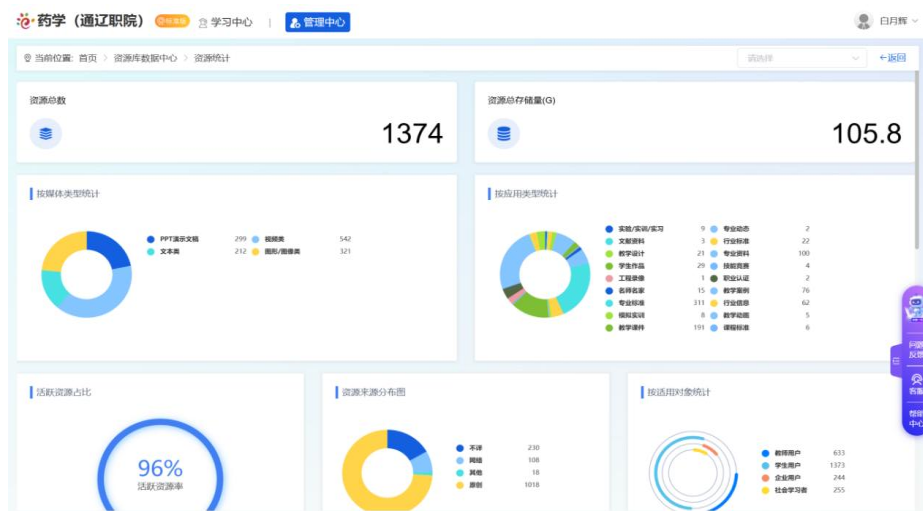 药学（通辽职院） 标准版 学习中心 | 管理中心 白月辉
当前位置: 首页 > 资源库数据中心 > 资源统计 请选择 ←返回
资源总数
1374
资源总存储量(G)
105.8
按媒体类型统计
PPT演示文稿 299 视频类 542
文本类 212 图形/图像类 321
按应用类型统计
实验/实训/实习 9 专业动态 2
文献资料 3 行业标准 22
教学设计 21 专业资料 100
学生作品 29 技能竞赛 4
工程录像 1 职业认证 2
名师名家 15 教学案例 76
专业标准 311 行业信息 62
模拟实训 8 教学动画 5
教学课件 191 课程标准 6
活跃资源占比
96%
活跃资源率
资源来源分布图
不详 230
网络 108
其他 18
原创 1018
按适用对象统计
教师用户 633
学生用户 1373
企业用户 244
社会学习者 255
问题
反馈
客服
帮助
中心